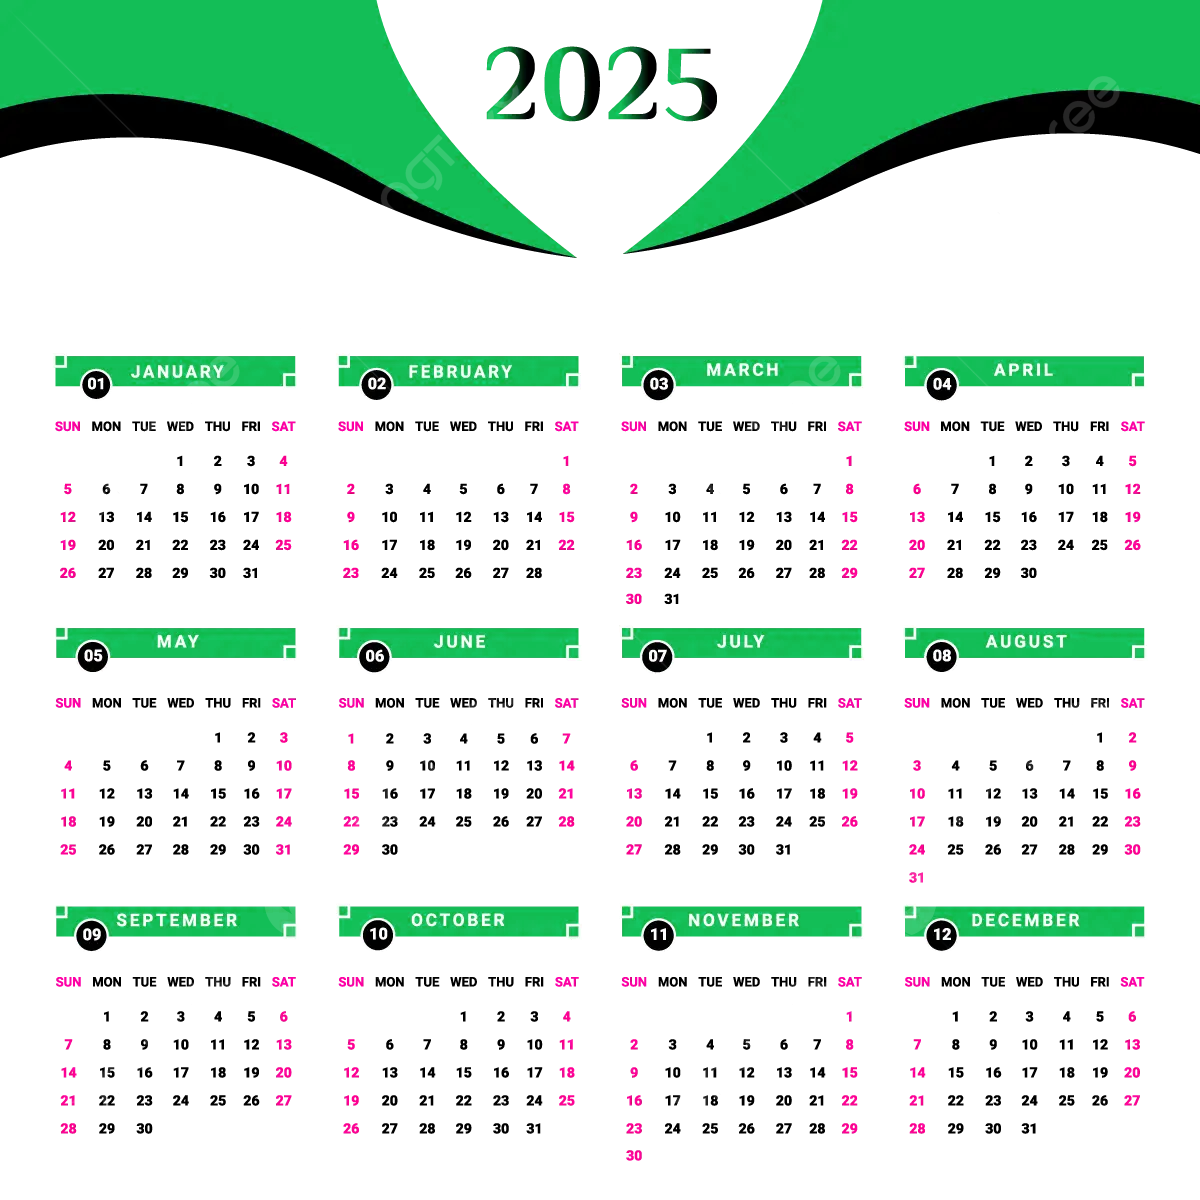 2025
01 JANUARY
SUN MON TUE WED THU FRI SAT
1 2 3 4
5 6 7 8 9 10 11
12 13 14 15 16 17 18
19 20 21 22 23 24 25
26 27 28 29 30 31
02 FEBRUARY
SUN MON TUE WED THU FRI SAT
1
2 3 4 5 6 7 8
9 10 11 12 13 14 15
16 17 18 19 20 21 22
23 24 25 26 27 28
03 MARCH
SUN MON TUE WED THU FRI SAT
1
2 3 4 5 6 7 8
9 10 11 12 13 14 15
16 17 18 19 20 21 22
23 24 25 26 27 28 29
30 31
04 APRIL
SUN MON TUE WED THU FRI SAT
1 2 3 4 5
6 7 8 9 10 11 12
13 14 15 16 17 18 19
20 21 22 23 24 25 26
27 28 29 30
05 MAY
SUN MON TUE WED THU FRI SAT
1 2 3
4 5 6 7 8 9 10
11 12 13 14 15 16 17
18 19 20 21 22 23 24
25 26 27 28 29 30 31
06 JUNE
SUN MON TUE WED THU FRI SAT
1 2 3 4 5 6 7
8 9 10 11 12 13 14
15 16 17 18 19 20 21
22 23 24 25 26 27 28
29 30
07 JULY
SUN MON TUE WED THU FRI SAT
1 2 3 4 5
6 7 8 9 10 11 12
13 14 15 16 17 18 19
20 21 22 23 24 25 26
27 28 29 30 31
08 AUGUST
SUN MON TUE WED THU FRI SAT
1 2
3 4 5 6 7 8 9
10 11 12 13 14 15 16
17 18 19 20 21 22 23
24 25 26 27 28 29 30
31
09 SEPTEMBER
SUN MON TUE WED THU FRI SAT
1 2 3 4 5 6
7 8 9 10 11 12 13
14 15 16 17 18 19 20
21 22 23 24 25 26 27
28 29 30
10 OCTOBER
SUN MON TUE WED THU FRI SAT
1 2 3 4
5 6 7 8 9 10 11
12 13 14 15 16 17 18
19 20 21 22 23 24 25
26 27 28 29 30 31
11 NOVEMBER
SUN MON TUE WED THU FRI SAT
1
2 3 4 5 6 7 8
9 10 11 12 13 14 15
16 17 18 19 20 21 22
23 24 25 26 27 28 29
30
12 DECEMBER
SUN MON TUE WED THU FRI SAT
1 2 3 4 5 6
7 8 9 10 11 12 13
14 15 16 17 18 19 20
21 22 23 24 25 26 27
28 29 30 31